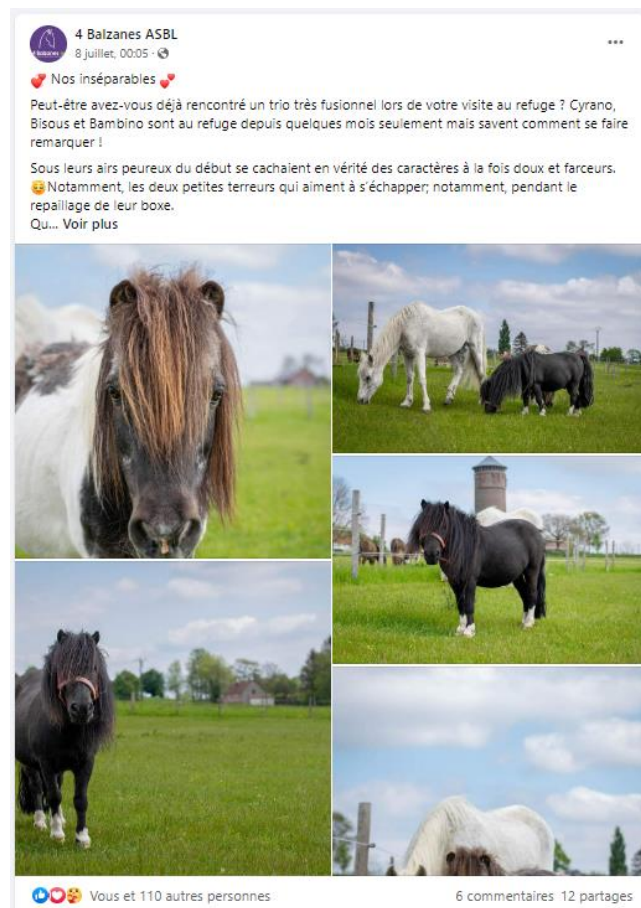 4 Balzanes ASBL
4 Balzanes
8 juillet, 00:05 ·
💕 Nos inséparables 💕
Peut-être avez-vous déjà rencontré un trio très fusionnel lors de votre visite au refuge ? Cyrano,
Bisous et Bambino sont au refuge depuis quelques mois seulement mais savent comment se faire
remarquer !
Sous leurs airs peureux du début se cachaient en vérité des caractères à la fois doux et farceurs.
😋Notamment, les deux petites terreurs qui aiment à s'échapper; notamment, pendant le
repaillage de leur boxe.
Qu... Voir plus
Vous et 110 autres personnes
6 commentaires 12 partages